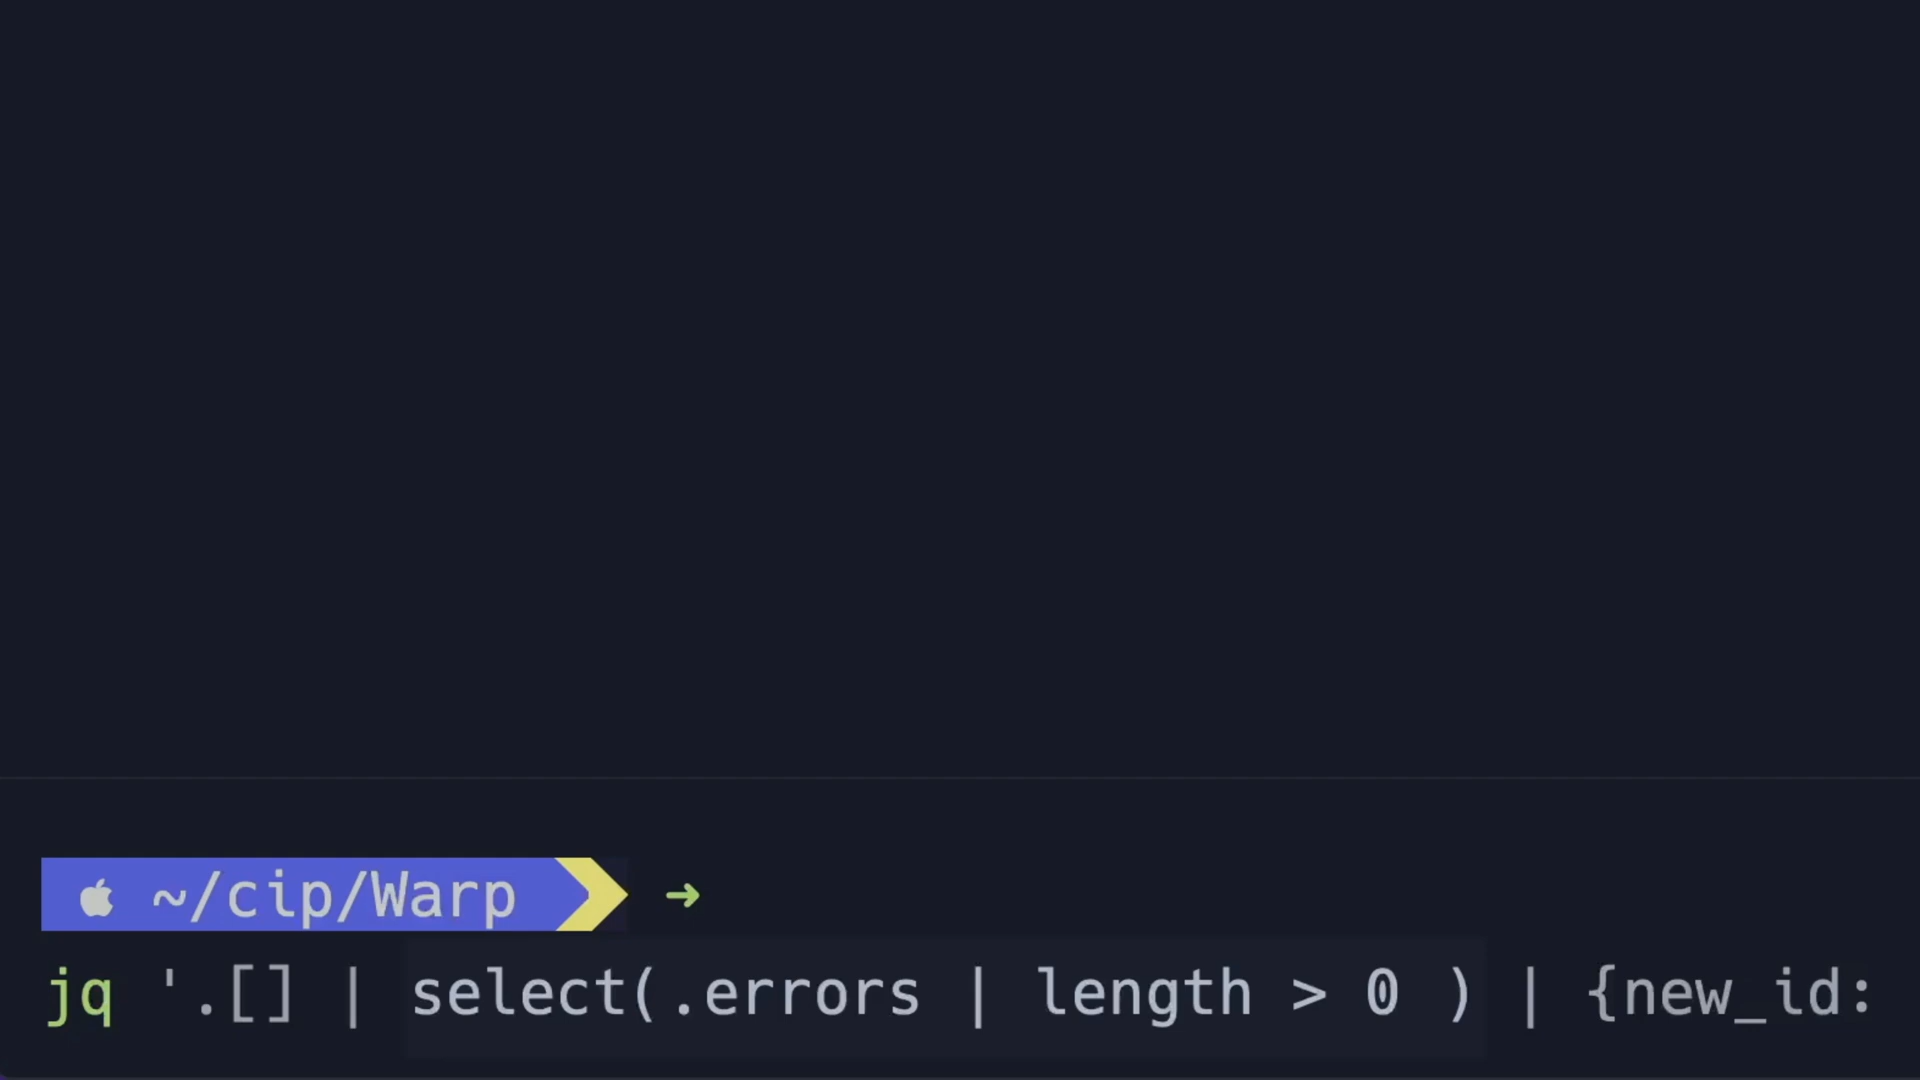 ~/cip/Warp ➜
jq '.[] | select(.errors | length > 0 ) | {new_id: